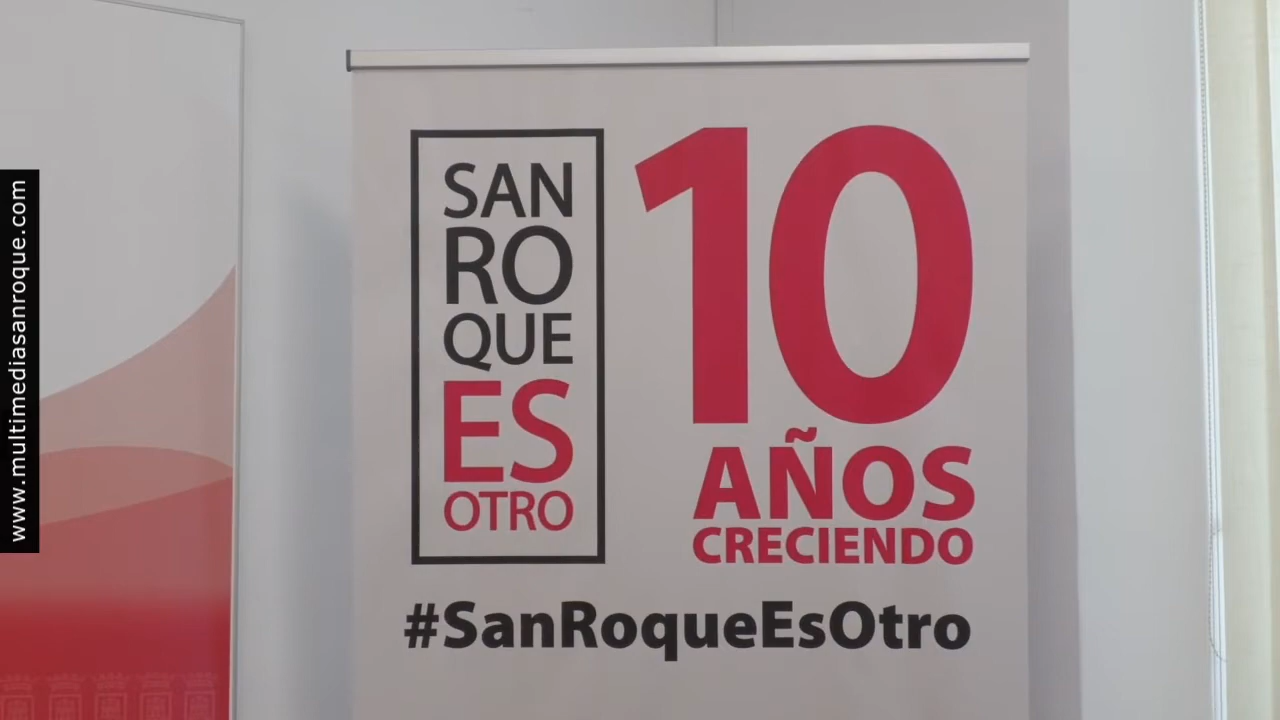 www.multimediasanroque.com
SAN
RO
QUE
ES
OTRO
10
AÑOS
CRECIENDO
#SanRoqueEsOtro